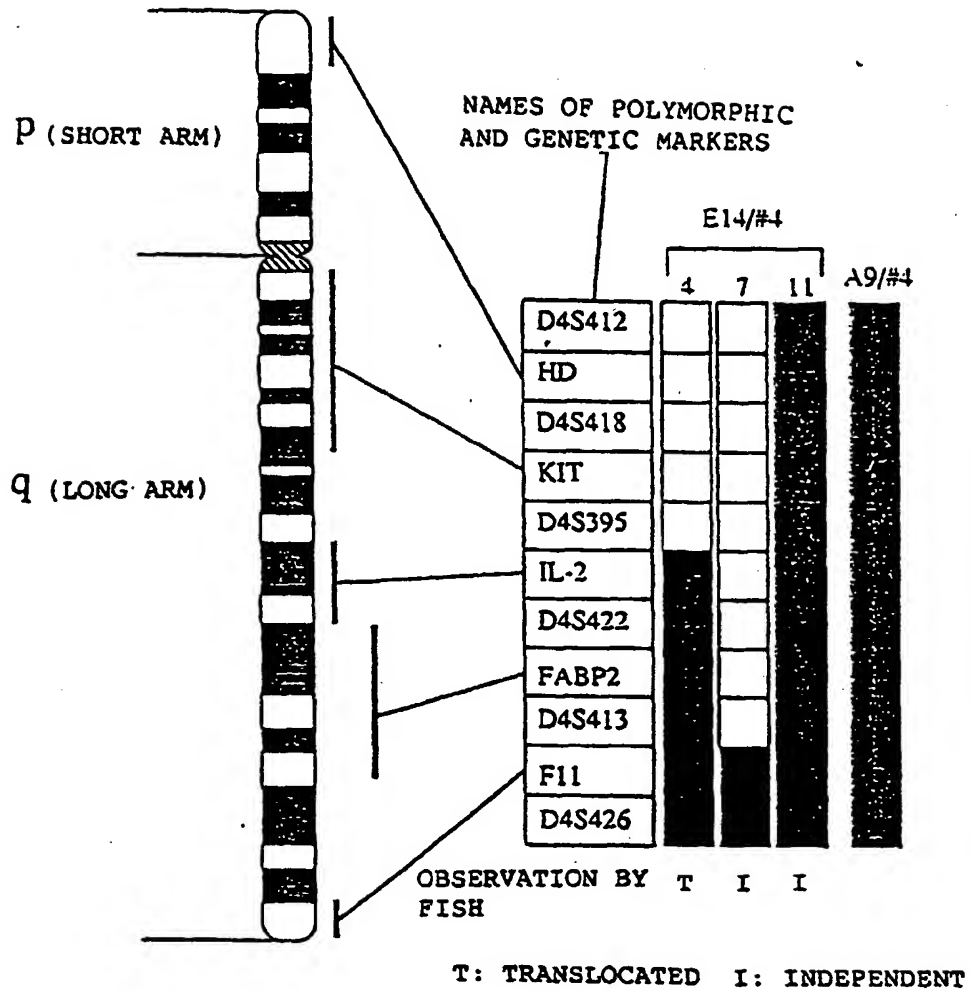 NAMES OF POLYMORPHIC
AND GENETIC MARKERS
p (SHORT ARM)
E14/#4
4 7 11 A9/#4
D4S412
HD
D4S418
KIT
q (LONG ARM)
D4S395
IL-2
D4S422
FABP2
D4S413
F11
D4S426
OBSERVATION BY
FISH
T I I
T: TRANSLOCATED I: INDEPENDENT